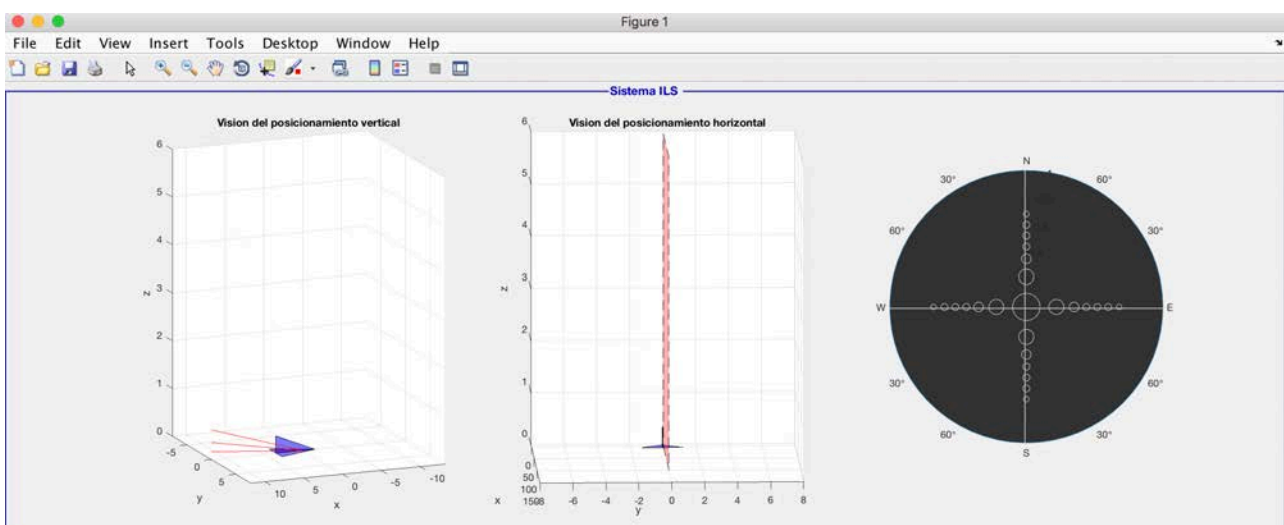 Figure 1
File Edit View Insert Tools Desktop Window Help
Sistema ILS
Vision del posicionamiento vertical
6
5
4
3
2
1
0
z
-5
0
5
y
10
5
0
-5
-10
x
Vision del posicionamiento horizontal
6
5
4
3
2
1
0
z
0
50
100
x
-6
-4
-2
0
2
4
6
8
y
N
30°
60°
60°
30°
W
E
30°
60°
60°
30°
S